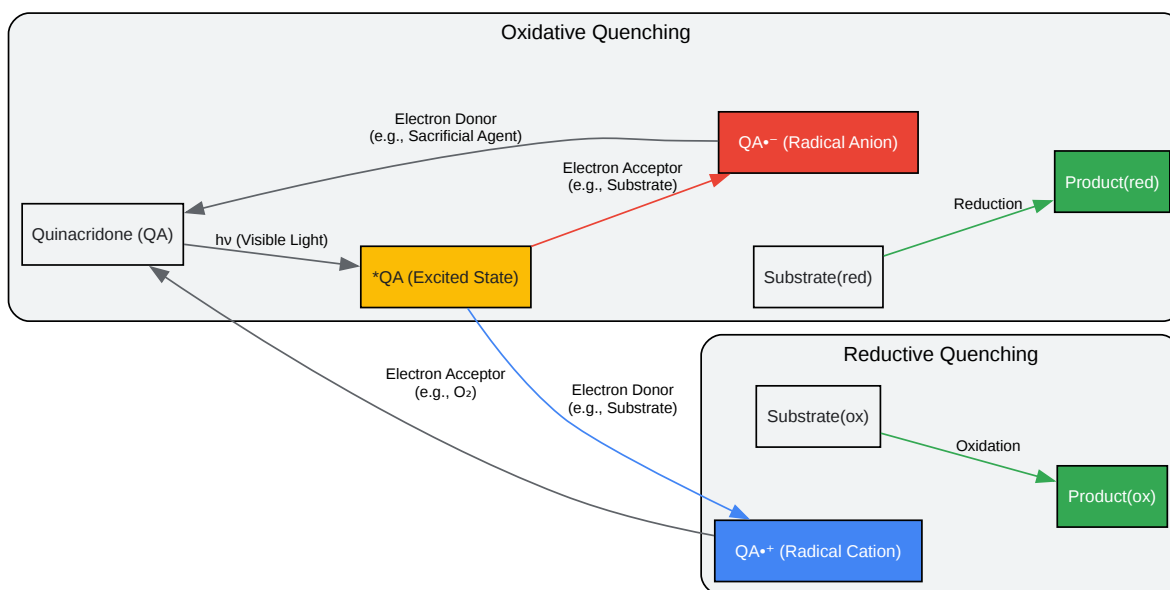 Oxidative Quenching
Electron Donor
(e.g., Sacrificial Agent)
QA•⁻ (Radical Anion)
Electron Acceptor
(e.g., Substrate)
Product(red)
Reduction
Quinacridone (QA)
hν (Visible Light)
*QA (Excited State)
Substrate(red)
Reductive Quenching
Electron Acceptor
(e.g., O₂)
Electron Donor
(e.g., Substrate)
Substrate(ox)
Oxidation
Product(ox)
QA•⁺ (Radical Cation)